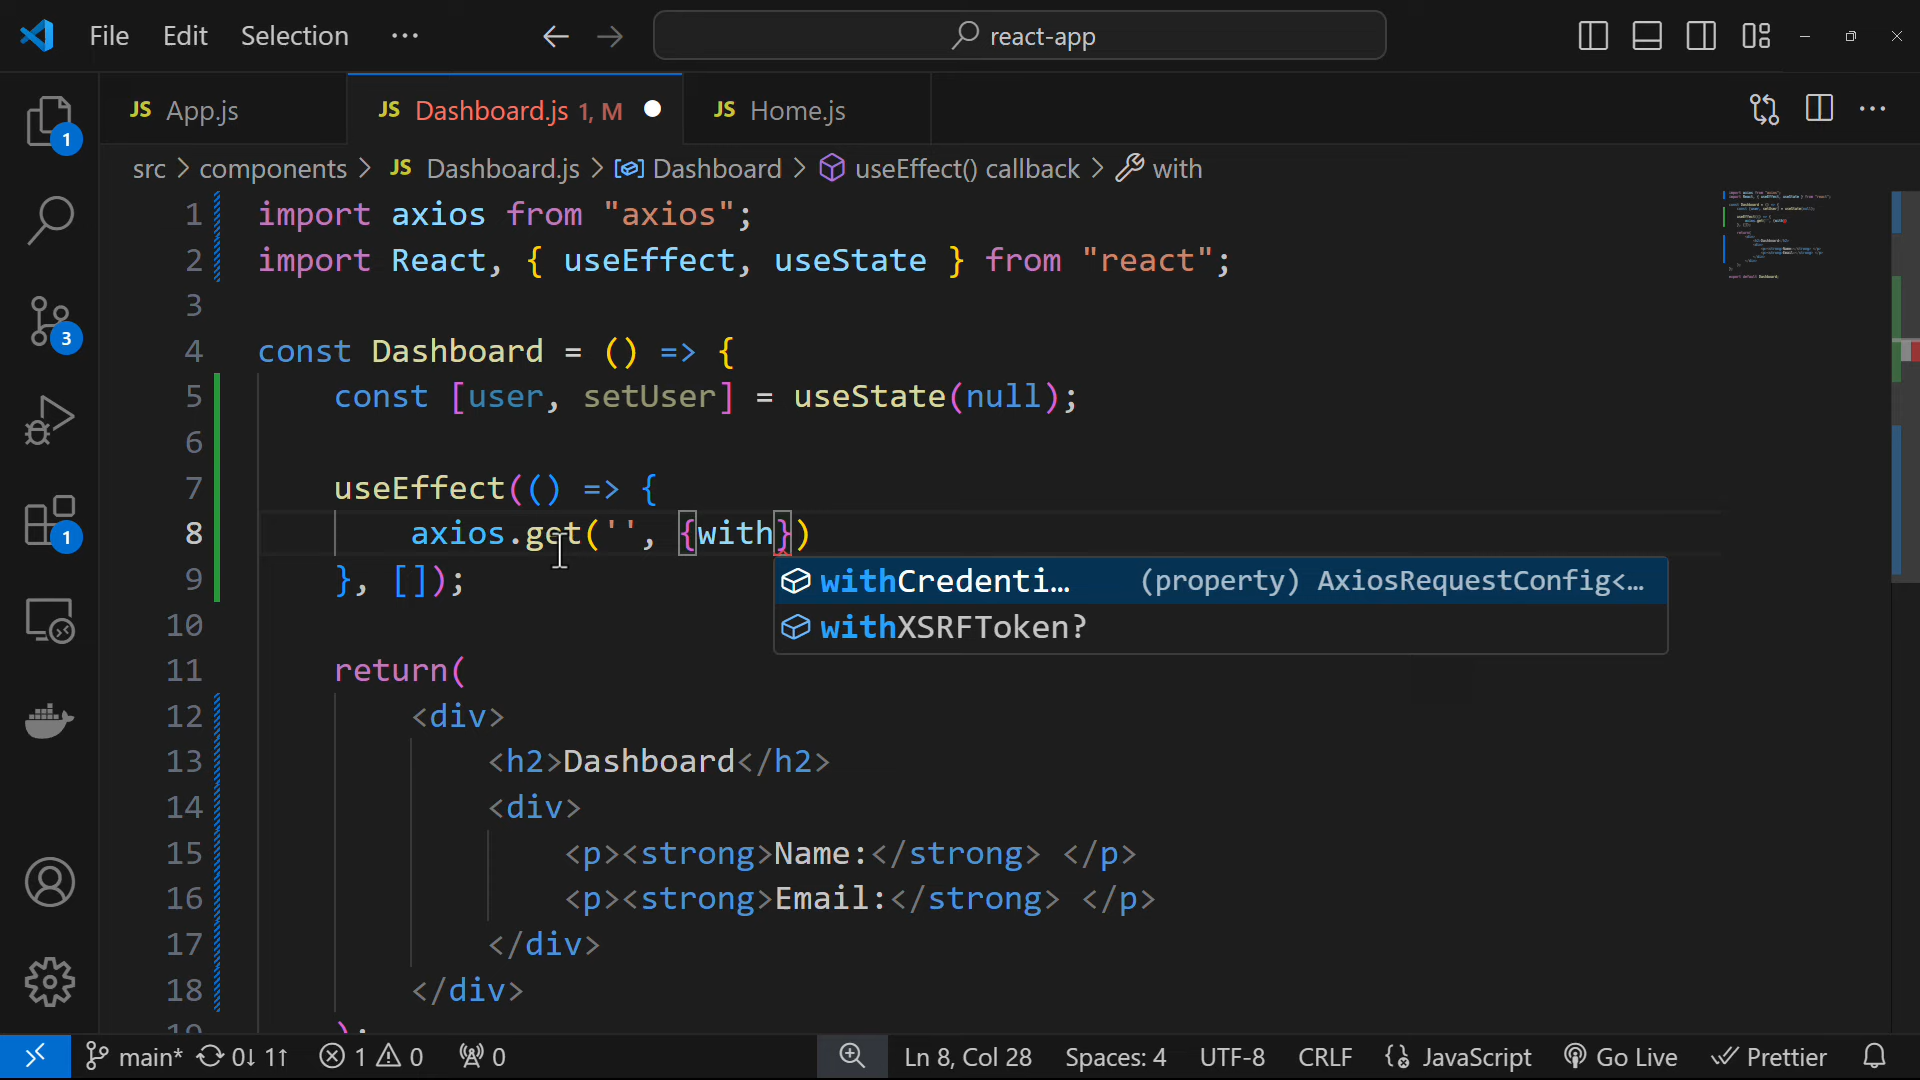 File Edit Selection ··· react-app
JS App.js JS Dashboard.js 1, M JS Home.js ···
src > components > JS Dashboard.js > Dashboard > useEffect() callback > with
1 import axios from "axios";
2 import React, { useEffect, useState } from "react";
3
4 const Dashboard = () => {
5 const [user, setUser] = useState(null);
6
7 useEffect(() => {
8 axios.get('', {with})
9 }, []);
withCredenti… (property) AxiosRequestConfig<…
10
withXSRFToken?
11 return(
12 <div>
13 <h2>Dashboard</h2>
14 <div>
15 <p><strong>Name:</strong> </p>
16 <p><strong>Email:</strong> </p>
17 </div>
18 </div>
19 );
1
3
1
main* 0↓ 1↑ 1 0 0 Ln 8, Col 28 Spaces: 4 UTF-8 CRLF JavaScript Go Live Prettier